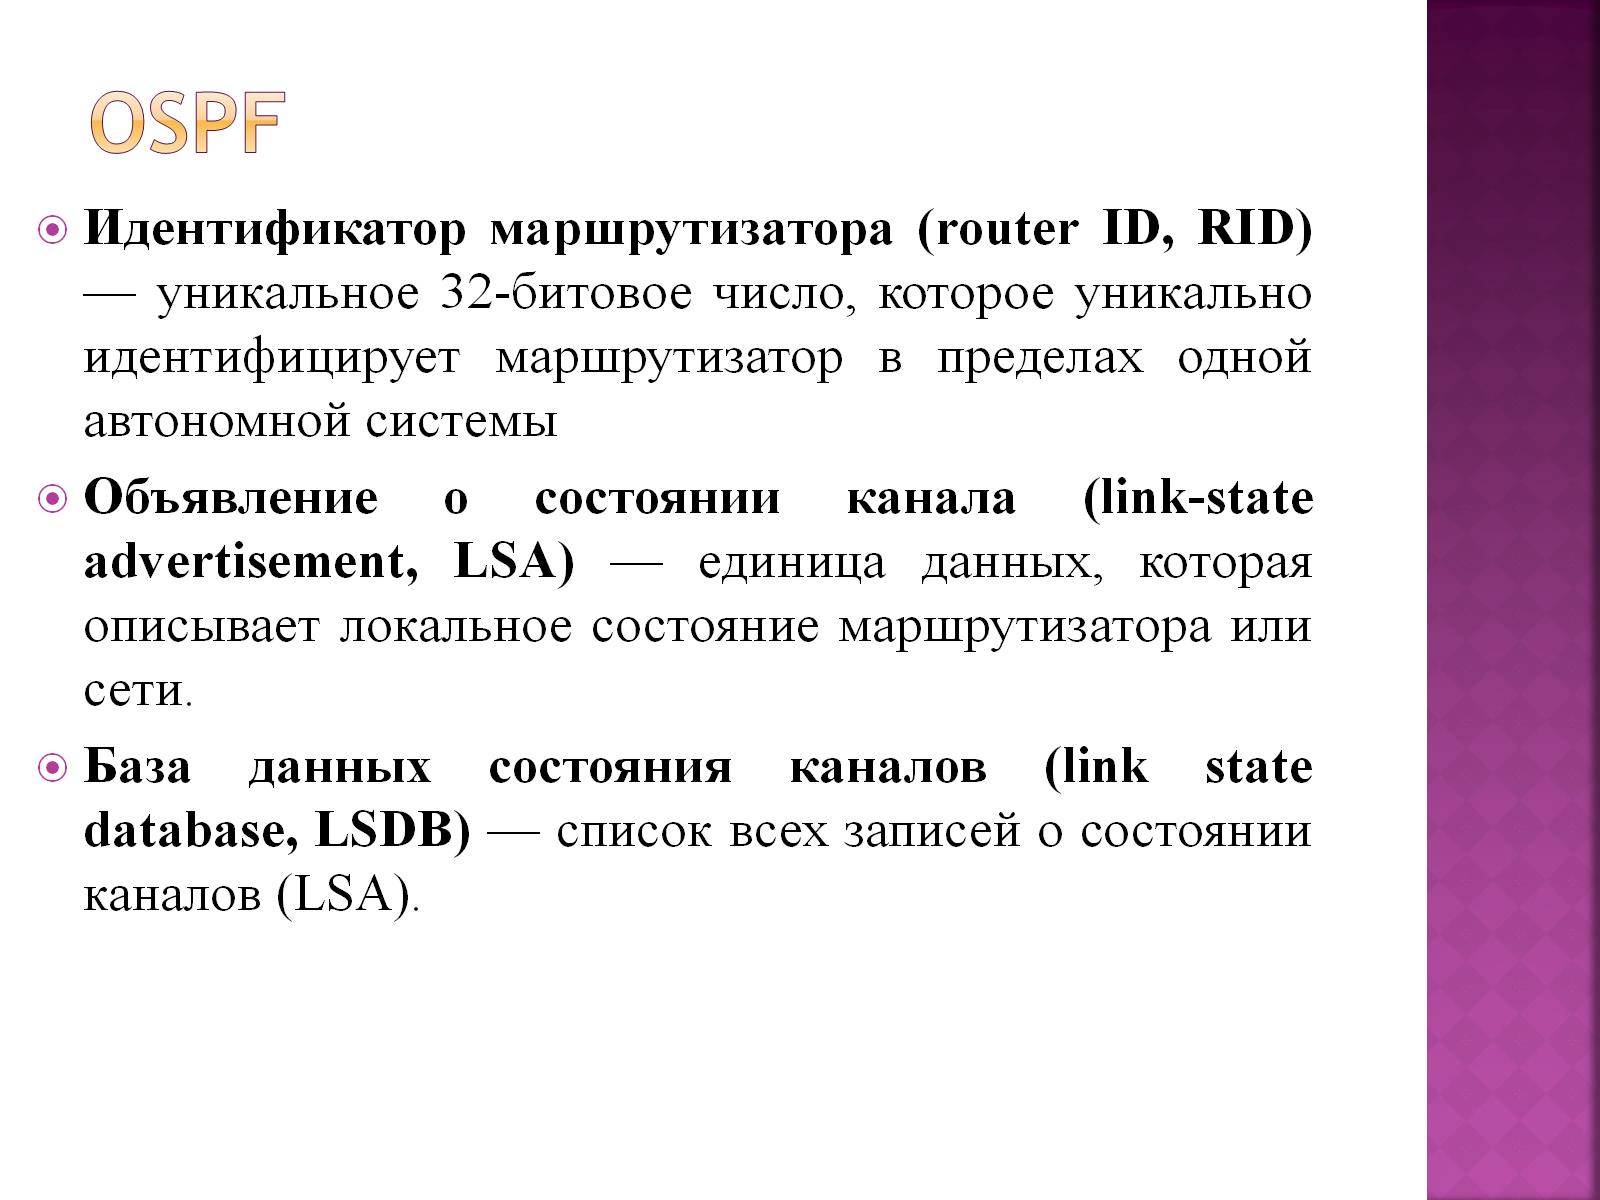 OSPF
Идентификатор маршрутизатора (router ID, RID)
— уникальное 32-битовое число, которое уникально
идентифицирует маршрутизатор в пределах одной
автономной системы
Объявление о состоянии канала (link-state
advertisement, LSA) — единица данных, которая
описывает локальное состояние маршрутизатора или
сети.
База данных состояния каналов (link state
database, LSDB) — список всех записей о состоянии
каналов (LSA).